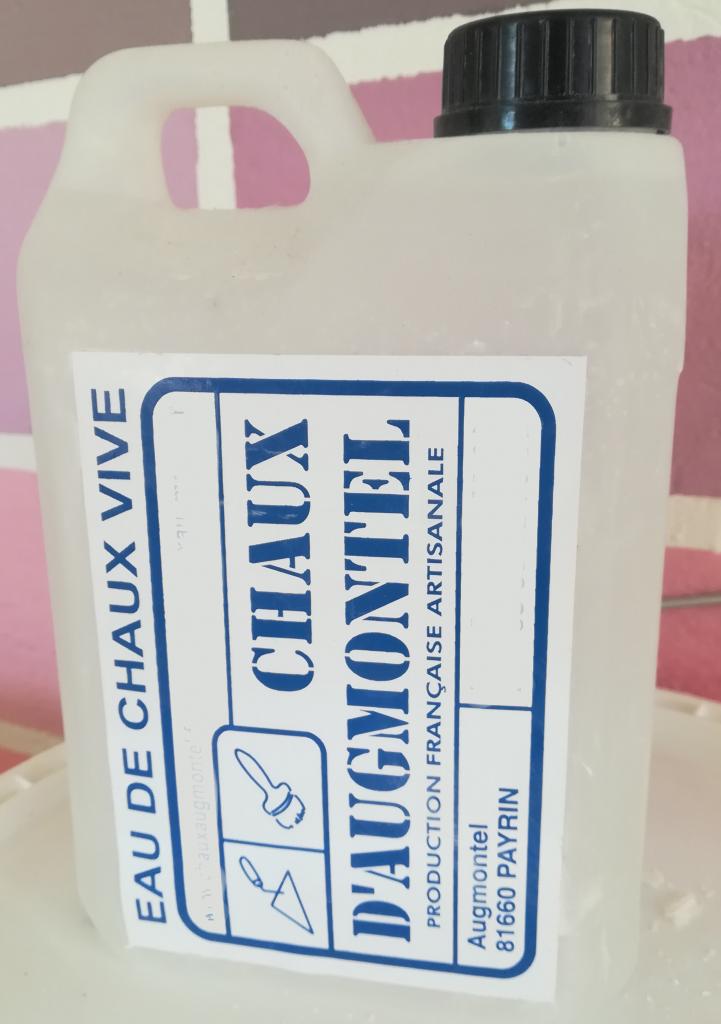 EAU DE CHAUX VIVE
CHAUX
D'AUGMONTEL
PRODUCTION FRANÇAISE ARTISANALE
Augmontel
81660 PAYRIN